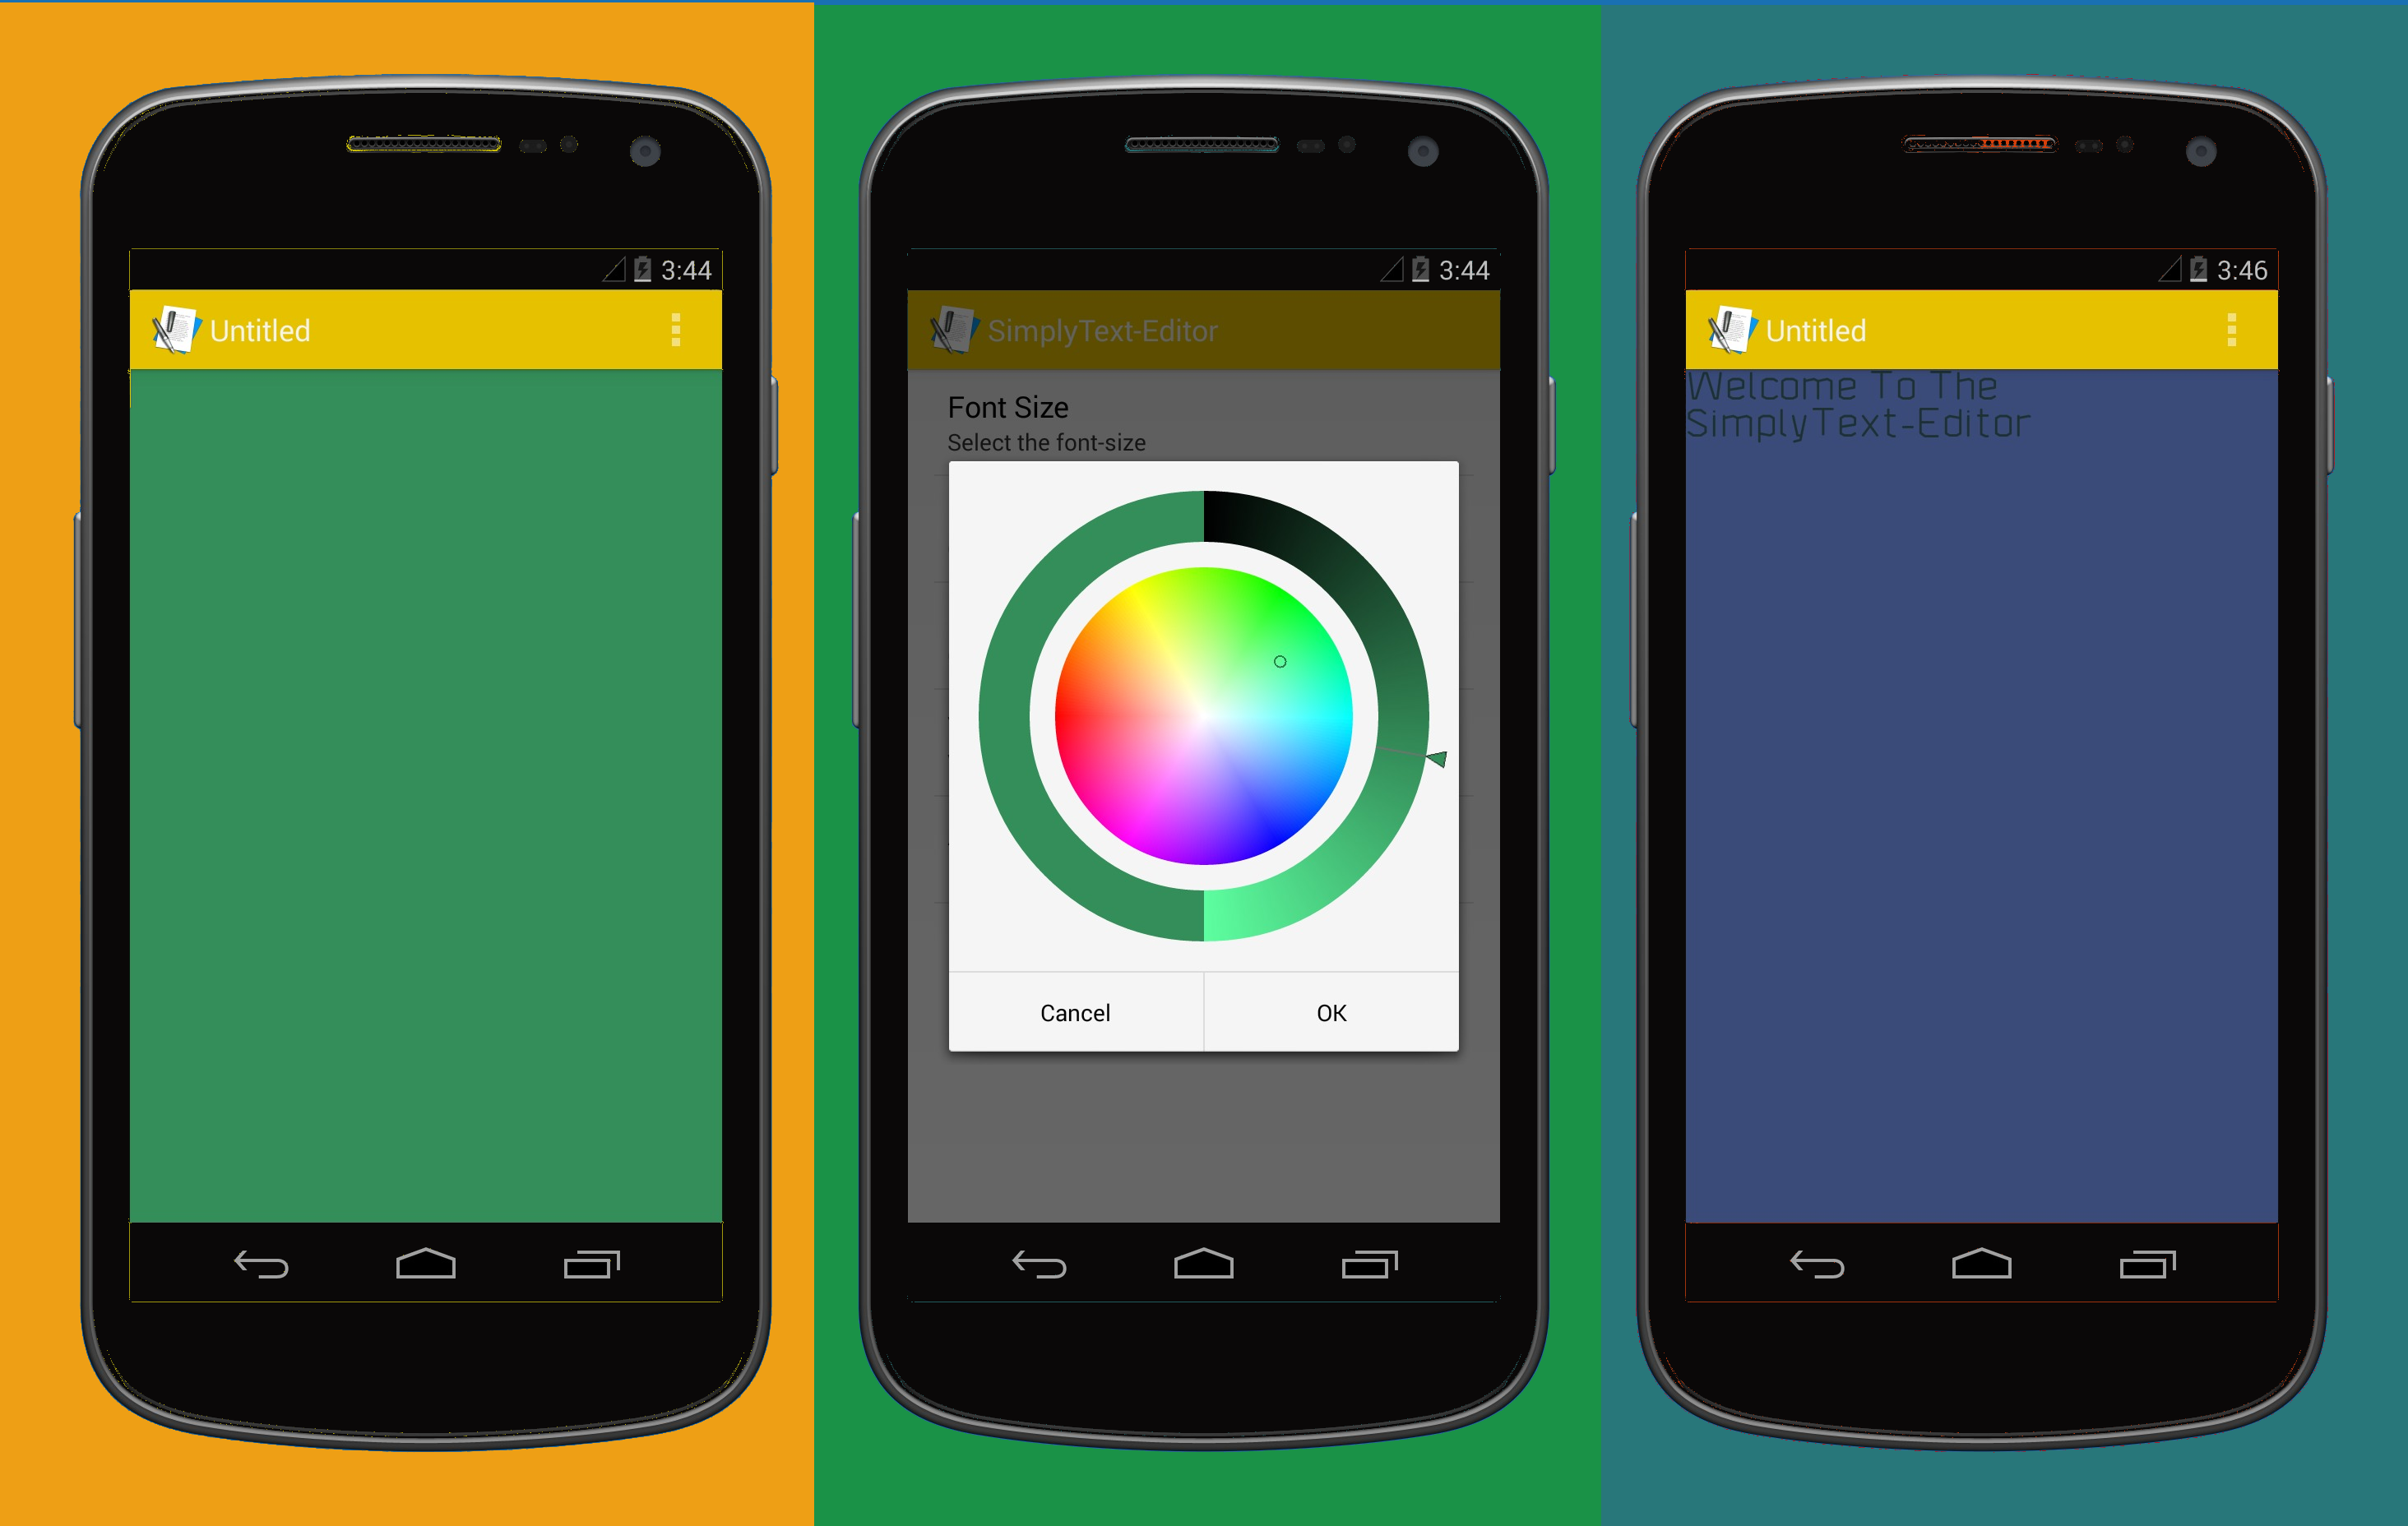 3:44
Untitled
3:44
SimplyText-Editor
Font Size
Select the font-size
Cancel
OK
3:46
Untitled
Welcome To The
SimplyText-Editor